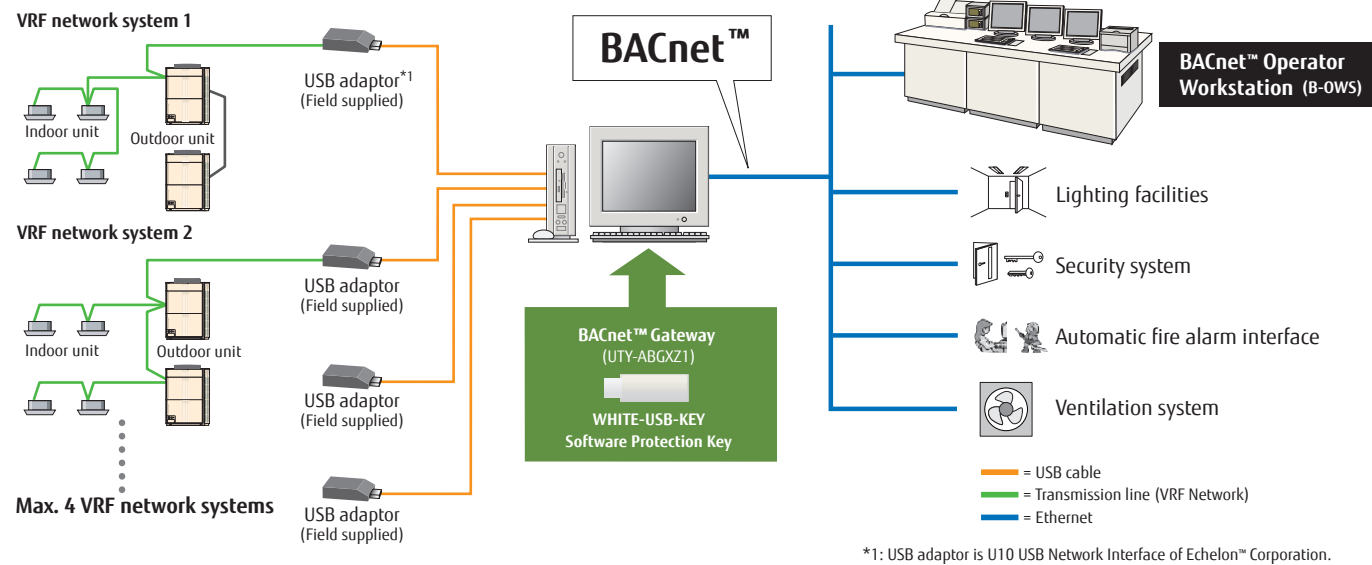 VRF network system 1
USB adaptor*1
(Field supplied)
Indoor unit
Outdoor unit
VRF network system 2
USB adaptor
(Field supplied)
Indoor unit
Outdoor unit
USB adaptor
(Field supplied)
Max. 4 VRF network systems
USB adaptor
(Field supplied)
BACnet™
BACnet™ Gateway
(UTY-ABGXZ1)
WHITE-USB-KEY
Software Protection Key
BACnet™ Operator
Workstation (B-OWS)
Lighting facilities
Security system
Automatic fire alarm interface
Ventilation system
= USB cable
= Transmission line (VRF Network)
= Ethernet
*1: USB adaptor is U10 USB Network Interface of Echelon™ Corporation.